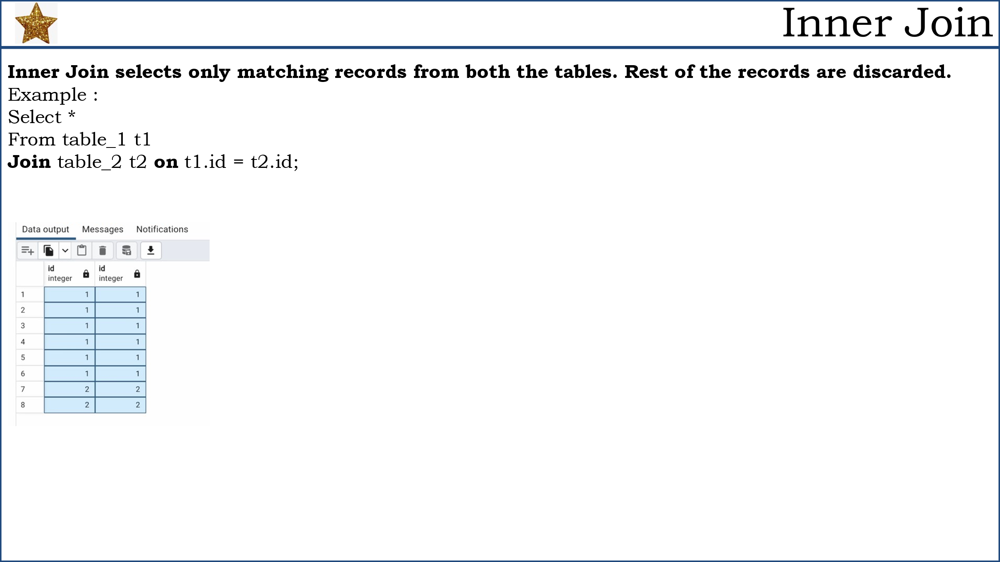 Inner Join
Inner Join selects only matching records from both the tables. Rest of the records are discarded.
Example :
Select *
From table_1 t1
Join table_2 t2 on t1.id = t2.id;
Data output Messages Notifications
id id
integer integer
1 1 1
2 1 1
3 1 1
4 1 1
5 1 1
6 1 1
7 2 2
8 2 2